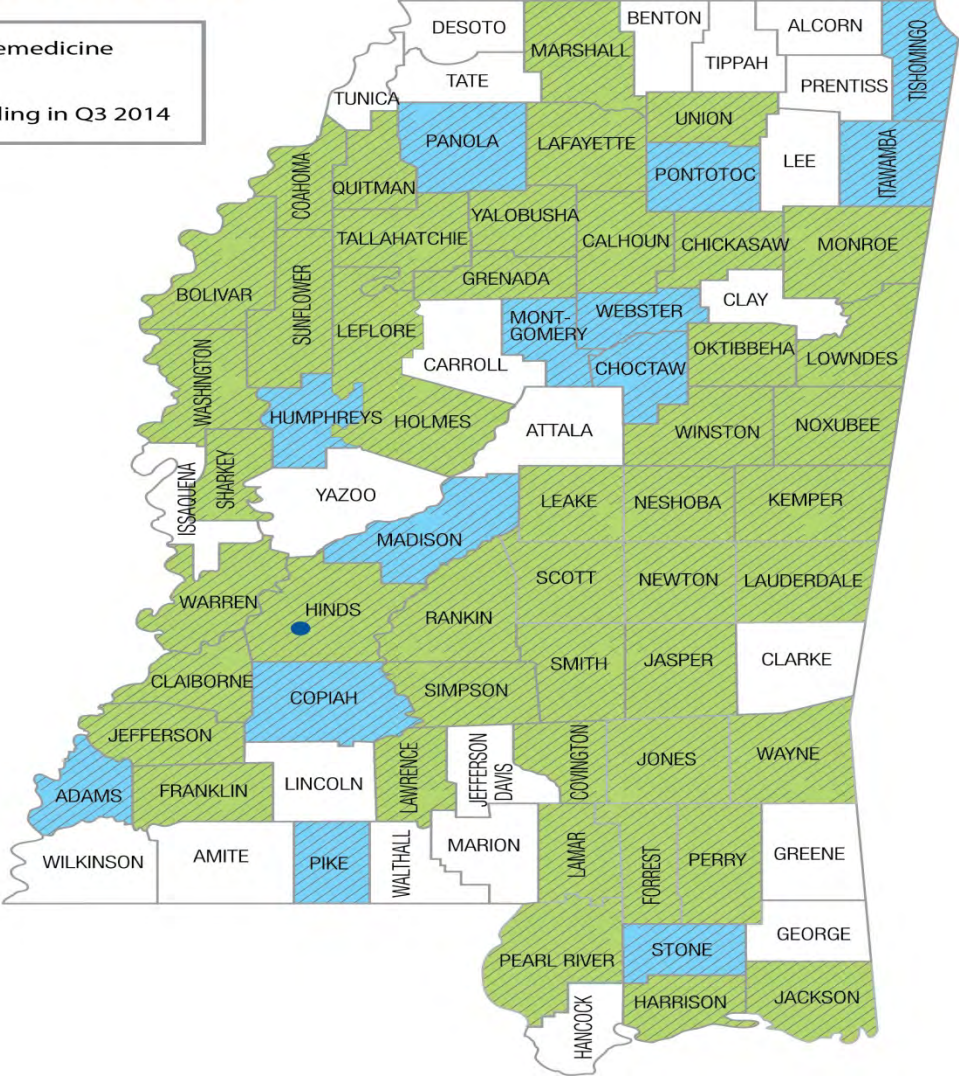 emedicine
ling in Q3 2014
DESOTO
BENTON
ALCORN
TISHOMINGO
MARSHALL
TIPPAH
TATE
PRENTISS
TUNICA
UNION
PANOLA
LAFAYETTE
LEE
ITAWAMBA
PONTOTOC
COAHOMA
QUITMAN
YALOBUSHA
TALLAHATCHIE
CALHOUN
CHICKASAW
MONROE
GRENADA
BOLIVAR
SUNFLOWER
CLAY
WEBSTER
MONT-
GOMERY
LEFLORE
OKTIBBEHA
LOWNDES
CARROLL
CHOCTAW
WASHINGTON
HUMPHREYS
HOLMES
ATTALA
WINSTON
NOXUBEE
ISSAQUENA
SHARKEY
YAZOO
LEAKE
NESHOBA
KEMPER
MADISON
SCOTT
NEWTON
LAUDERDALE
WARREN
HINDS
RANKIN
SMITH
JASPER
CLARKE
CLAIBORNE
COPIAH
SIMPSON
JEFFERSON
LAWRENCE
JEFFERSON
DAVIS
COVINGTON
JONES
WAYNE
ADAMS
FRANKLIN
LINCOLN
WILKINSON
AMITE
PIKE
WALTHALL
MARION
LAMAR
FORREST
PERRY
GREENE
GEORGE
PEARL RIVER
STONE
HANCOCK
HARRISON
JACKSON